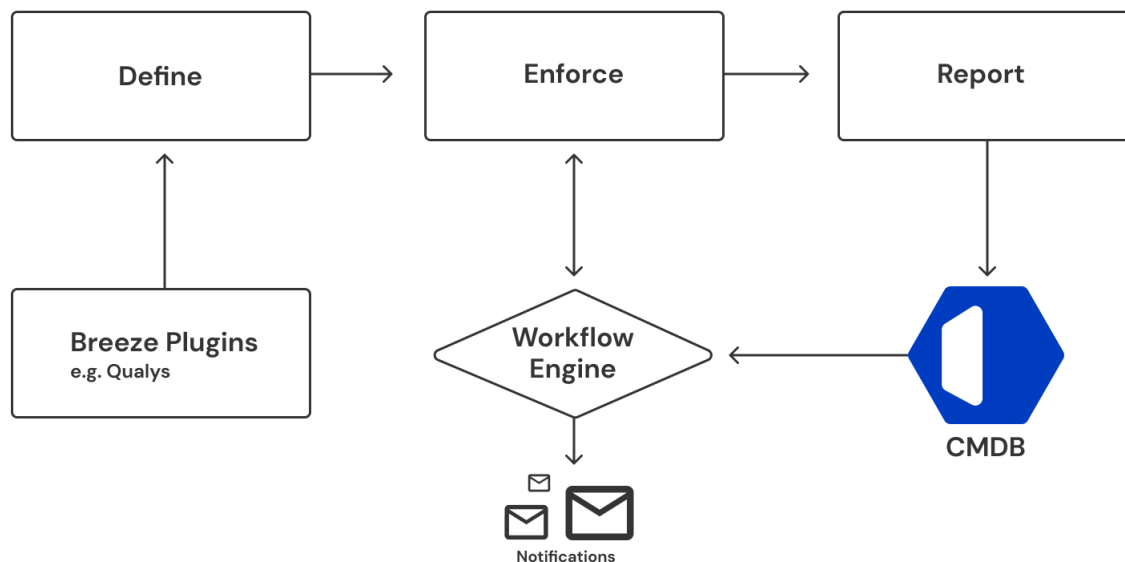 Define
Enforce
Report
Breeze Plugins
e.g. Qualys
Workflow
Engine
CMDB
Notifications